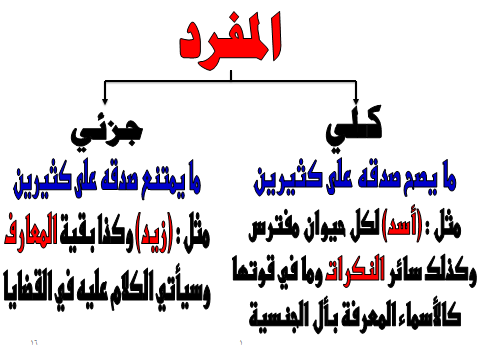 المفرد
كلي
ما يصح صدقه على كثيرين
مثل : (أسد) لكل حيوان مفترس
وكذلك سائر النكرات وما في قوتها
كالأسماء المعرفة بأل الجنسية
جزئي
ما يمتنع صدقه على كثيرين
مثل : (زيد) وكذا بقية المعارف
وسيأتي الكلام عليه في القضايا
١٦